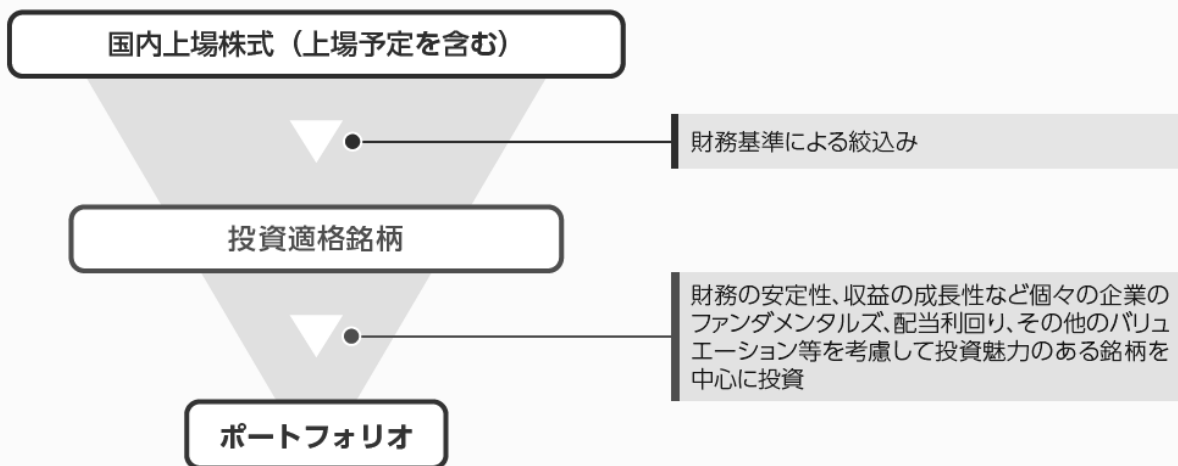 国内上場株式（上場予定を含む）
財務基準による絞込み
投資適格銘柄
財務の安定性、収益の成長性など個々の企業の
ファンダメンタルズ、配当利回り、その他のバリュ
エーション等を考慮して投資魅力のある銘柄を
中心に投資
ポートフォリオ